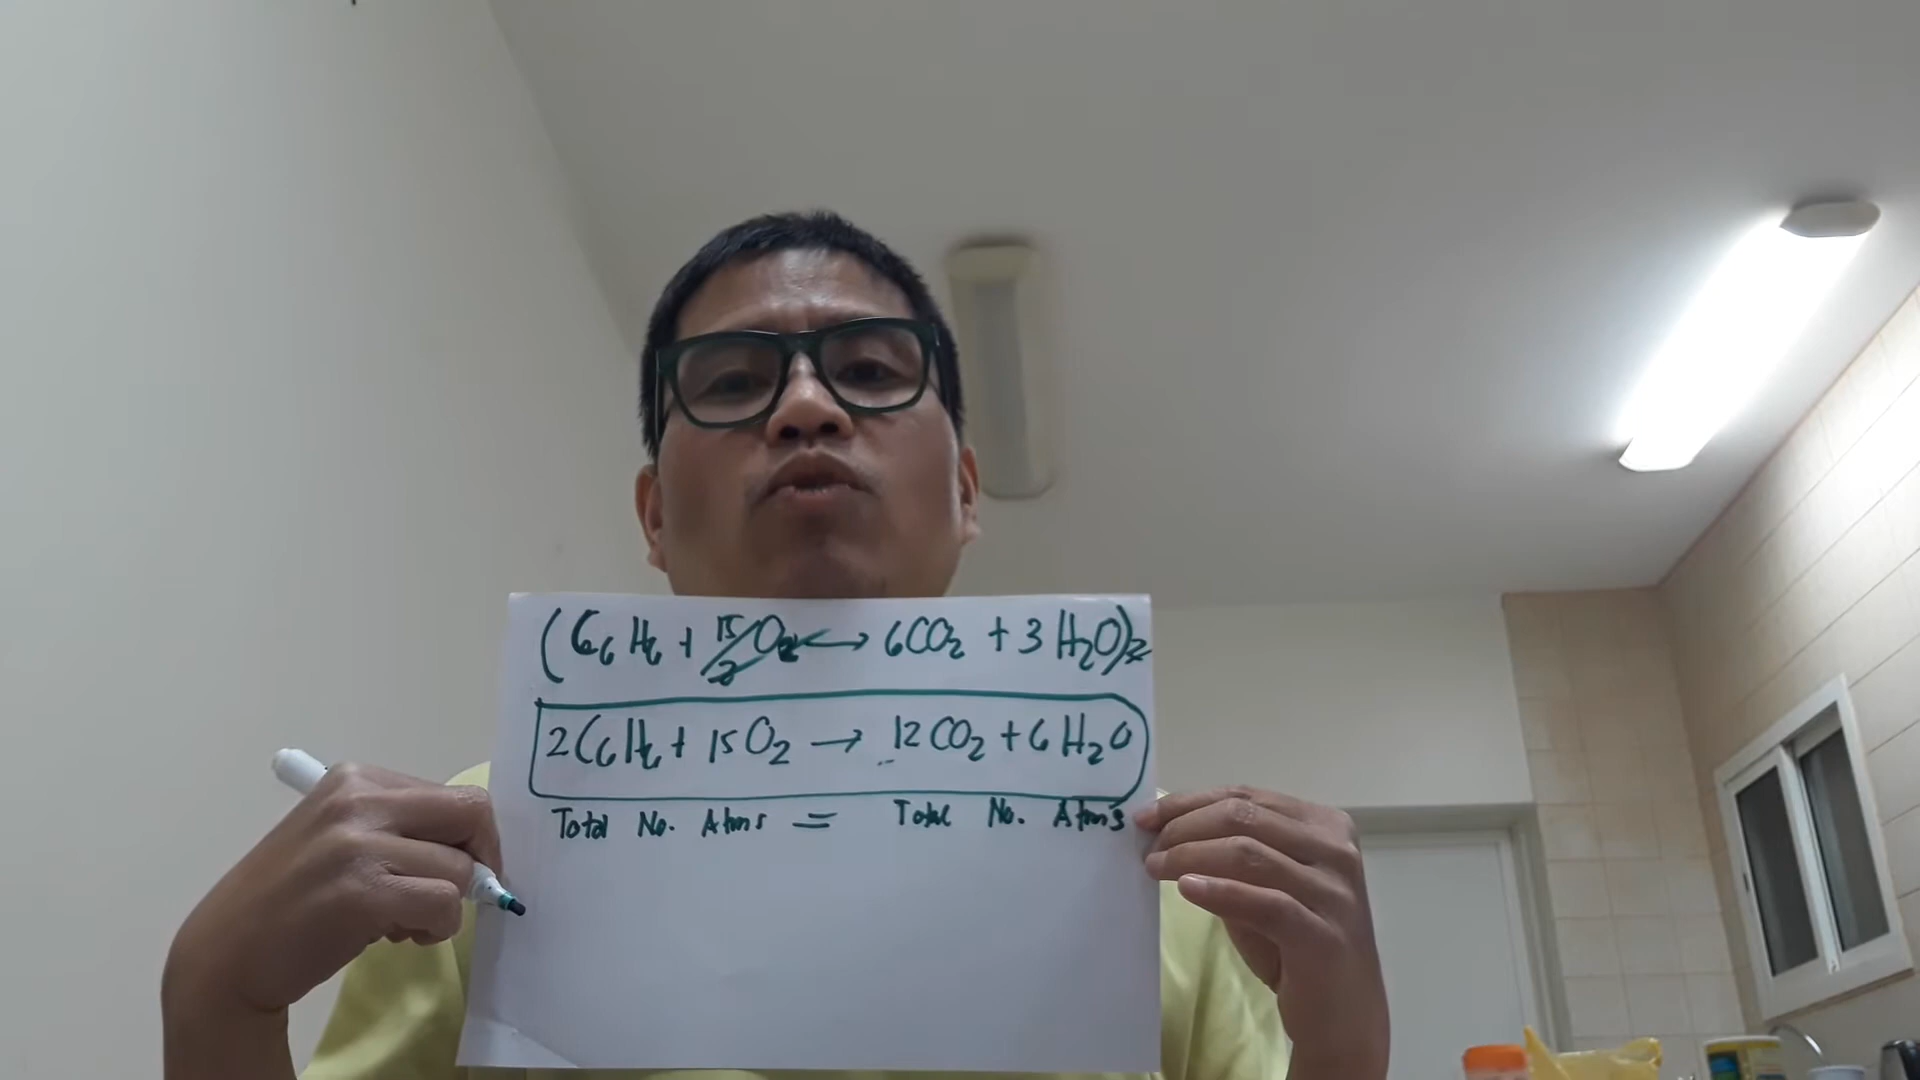 (C6H6 + 15/2 O2 → 6CO2 + 3H2O)2
2C6H6 + 15O2 → 12CO2 + 6H2O
Total No. Atoms = Total No. Atoms